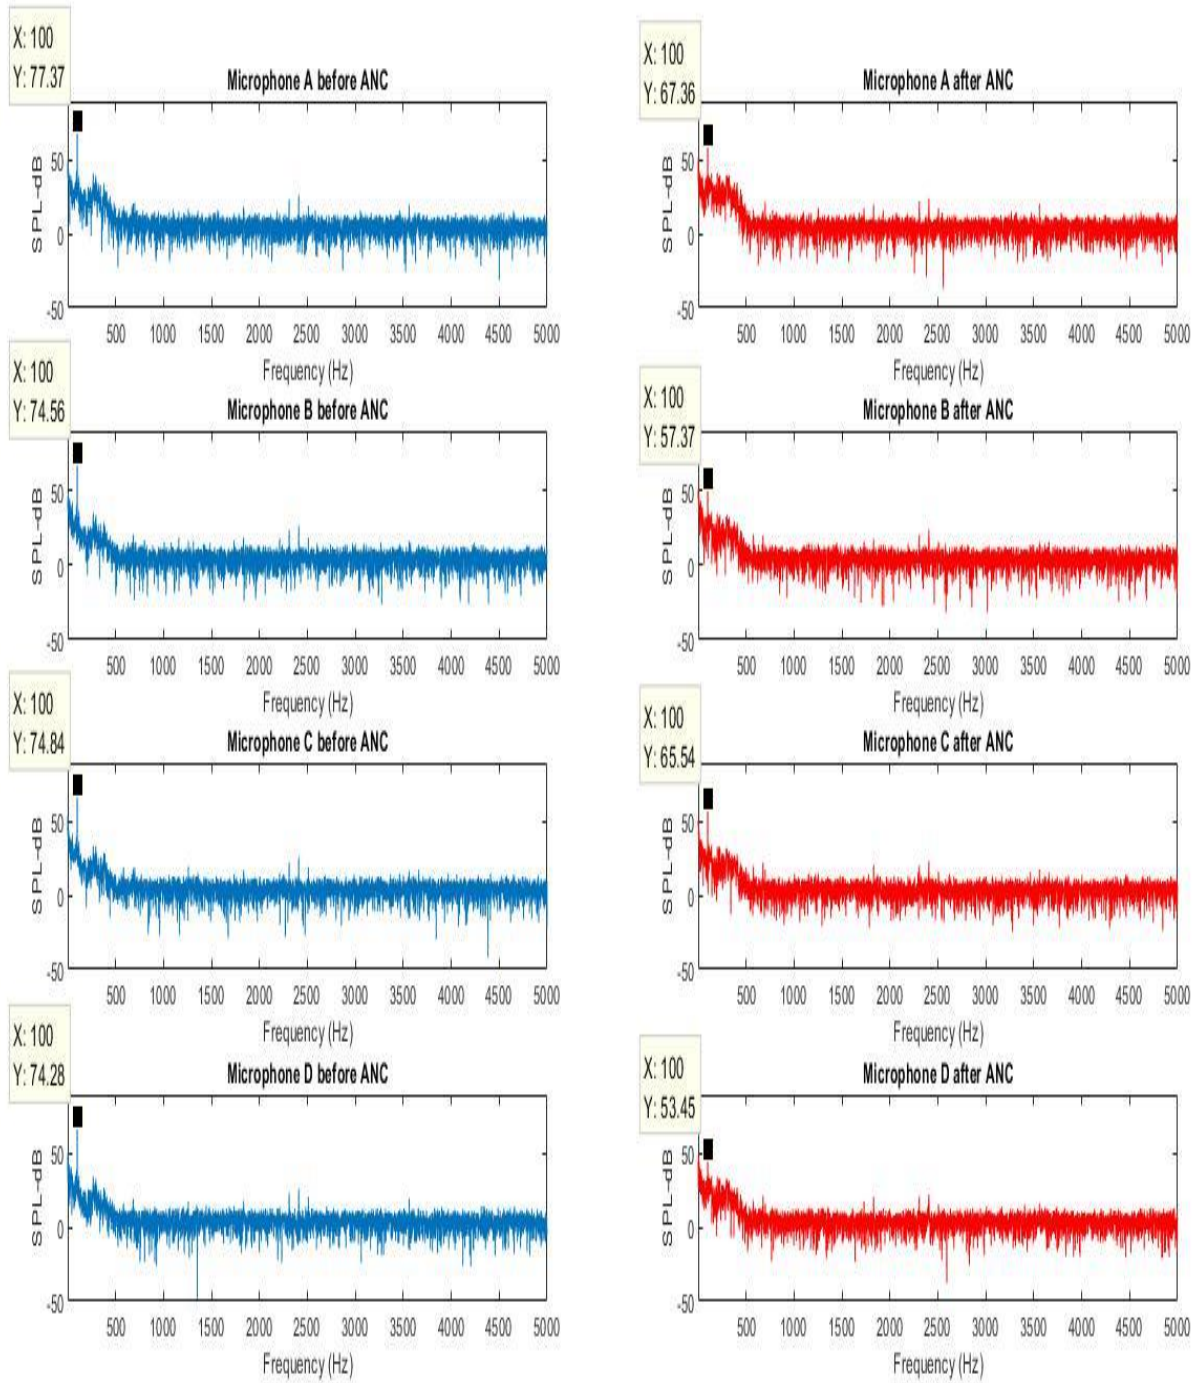 X: 100
Y: 77.37
Microphone A before ANC
SPL-dB
50
0
-50
500 1000 1500 2000 2500 3000 3500 4000 4500 5000
Frequency (Hz)
X: 100
Y: 67.36
Microphone A after ANC
SPL-dB
50
0
-50
500 1000 1500 2000 2500 3000 3500 4000 4500 5000
Frequency (Hz)
X: 100
Y: 74.56
Microphone B before ANC
SPL-dB
50
0
-50
500 1000 1500 2000 2500 3000 3500 4000 4500 5000
Frequency (Hz)
X: 100
Y: 57.37
Microphone B after ANC
SPL-dB
50
0
-50
500 1000 1500 2000 2500 3000 3500 4000 4500 5000
Frequency (Hz)
X: 100
Y: 74.84
Microphone C before ANC
SPL-dB
50
0
-50
500 1000 1500 2000 2500 3000 3500 4000 4500 5000
Frequency (Hz)
X: 100
Y: 65.54
Microphone C after ANC
SPL-dB
50
0
-50
500 1000 1500 2000 2500 3000 3500 4000 4500 5000
Frequency (Hz)
X: 100
Y: 74.28
Microphone D before ANC
SPL-dB
50
0
-50
500 1000 1500 2000 2500 3000 3500 4000 4500 5000
Frequency (Hz)
X: 100
Y: 53.45
Microphone D after ANC
SPL-dB
50
0
-50
500 1000 1500 2000 2500 3000 3500 4000 4500 5000
Frequency (Hz)